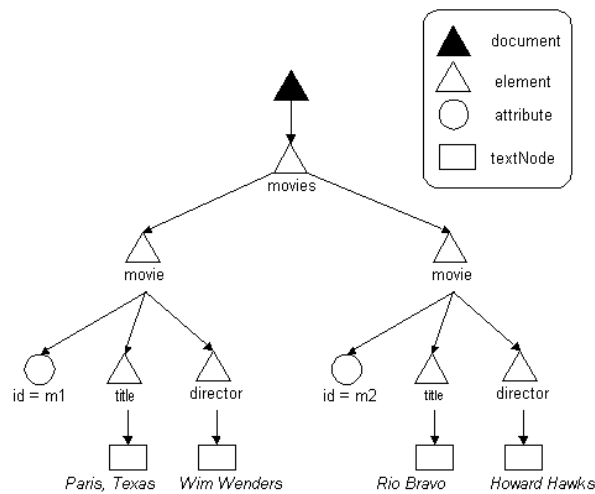 document
element
attribute
textNode
movies
movie
movie
id = m1
title
director
id = m2
title
director
Paris, Texas
Wim Wenders
Rio Bravo
Howard Hawks